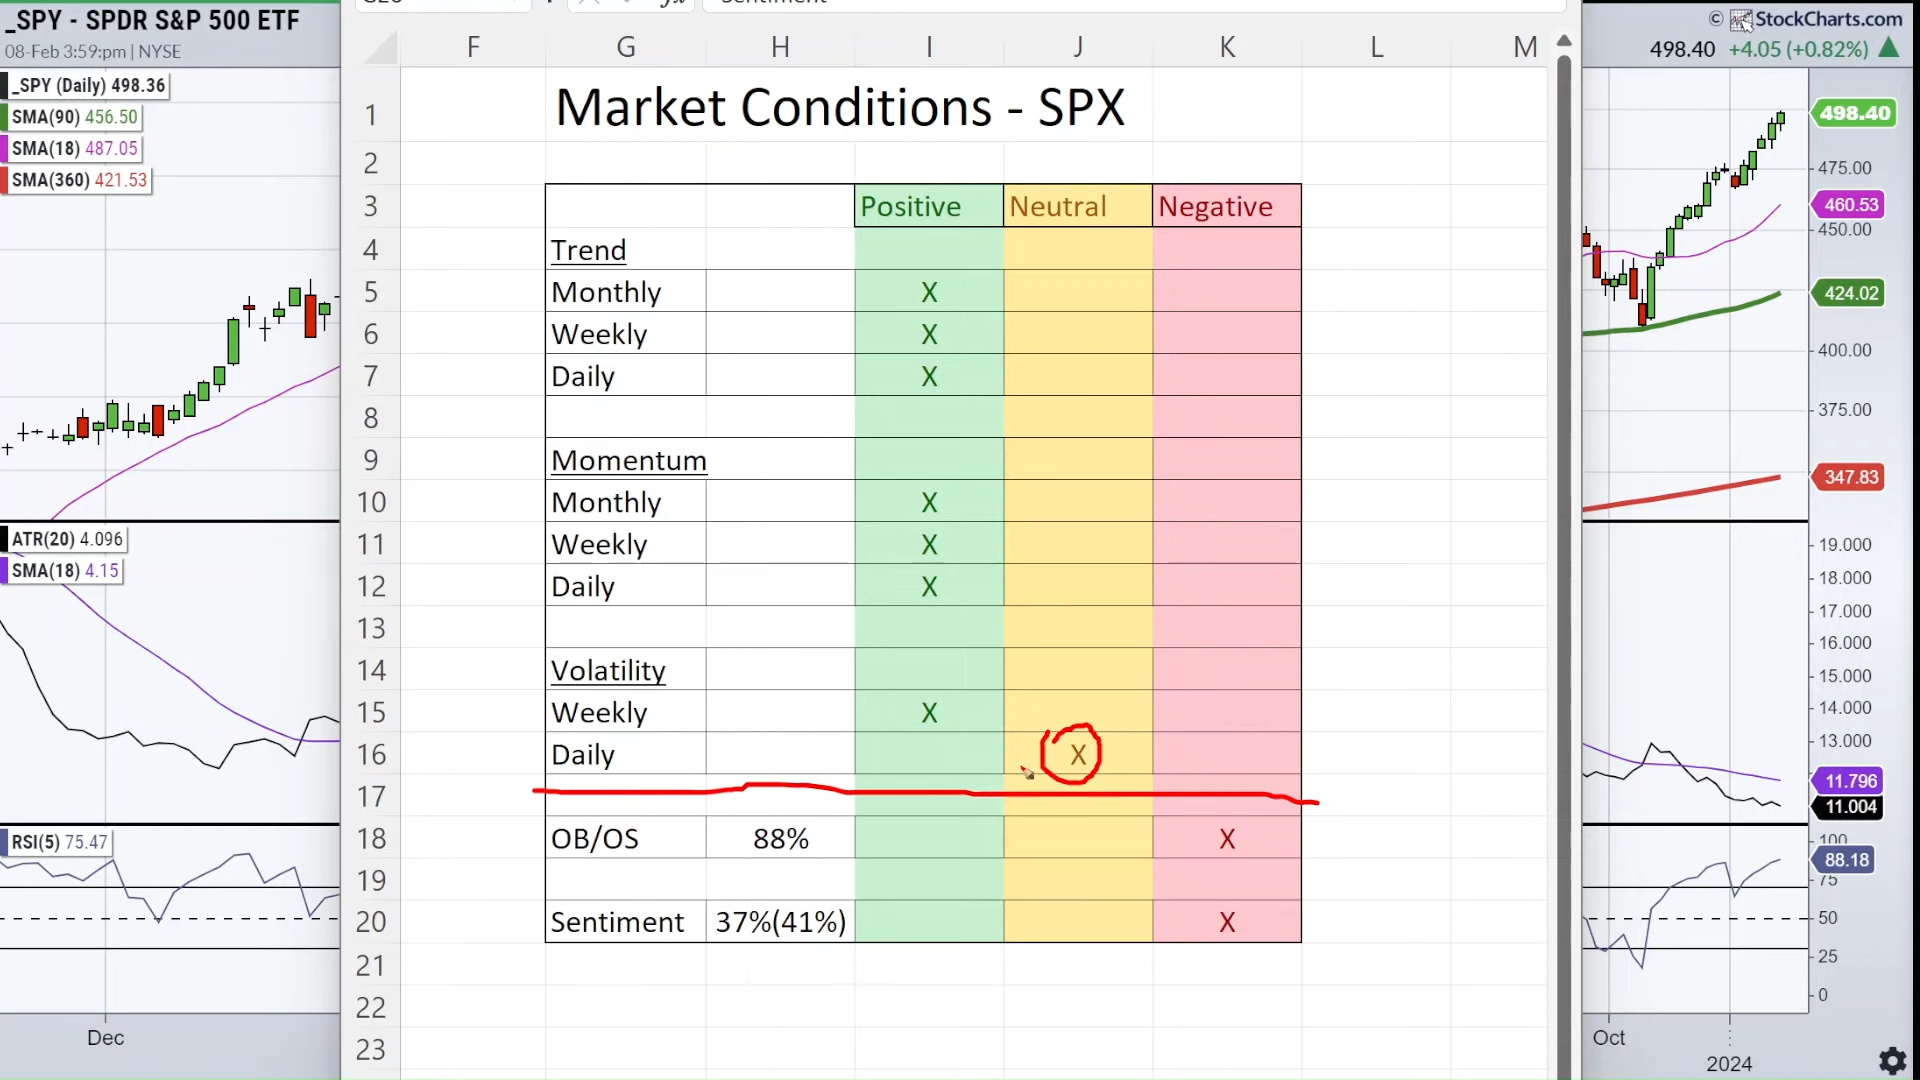 _SPY - SPDR S&P 500 ETF
08-Feb 3:59:pm | NYSE
_SPY (Daily) 498.36
SMA(90) 456.50
SMA(18) 487.05
SMA(360) 421.53
ATR(20) 4.096
SMA(18) 4.15
RSI(5) 75.47
Dec
F G H I J K L M
1 Market Conditions - SPX
2
3 Positive Neutral Negative
4 Trend
5 Monthly X
6 Weekly X
7 Daily X
8
9 Momentum
10 Monthly X
11 Weekly X
12 Daily X
13
14 Volatility
15 Weekly X
16 Daily X
17
18 OB/OS 88% X
19
20 Sentiment 37%(41%) X
21
22
23
© StockCharts.com
498.40 +4.05 (+0.82%)
498.40
475.00
460.53
450.00
424.02
400.00
375.00
347.83
19.000
18.000
17.000
16.000
15.000
14.000
13.000
11.796
11.004
100
88.18
75
50
25
0
Oct
2024